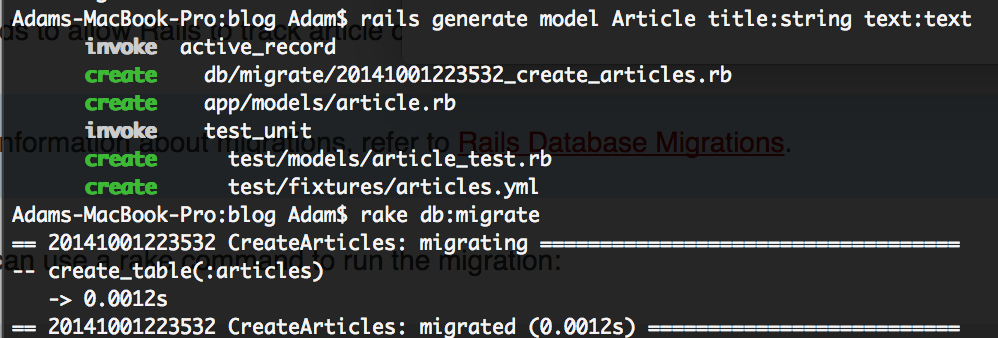 Adams-MacBook-Pro:blog Adam$ rails generate model Article title:string text:text
ds to allow Rails to track article c
invoke active_record
create db/migrate/20141001223532_create_articles.rb
create app/models/article.rb
invoke test_unit
nformation about migrations, refer to Rails Database Migrations.
create test/models/article_test.rb
create test/fixtures/articles.yml
Adams-MacBook-Pro:blog Adam$ rake db:migrate
== 20141001223532 CreateArticles: migrating ===================================
can use a rake command to run the migration:
-- create_table(:articles)
-> 0.0012s
== 20141001223532 CreateArticles: migrated (0.0012s) ==========================